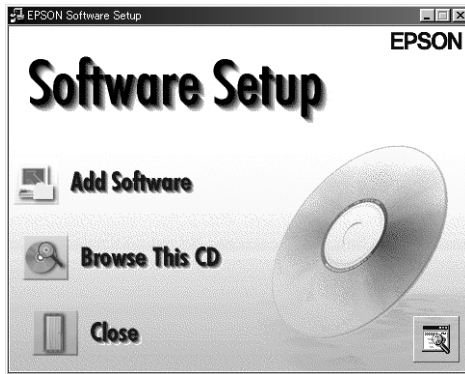 EPSON Software Setup
EPSON
Software Setup
Add Software
Browse This CD
Close